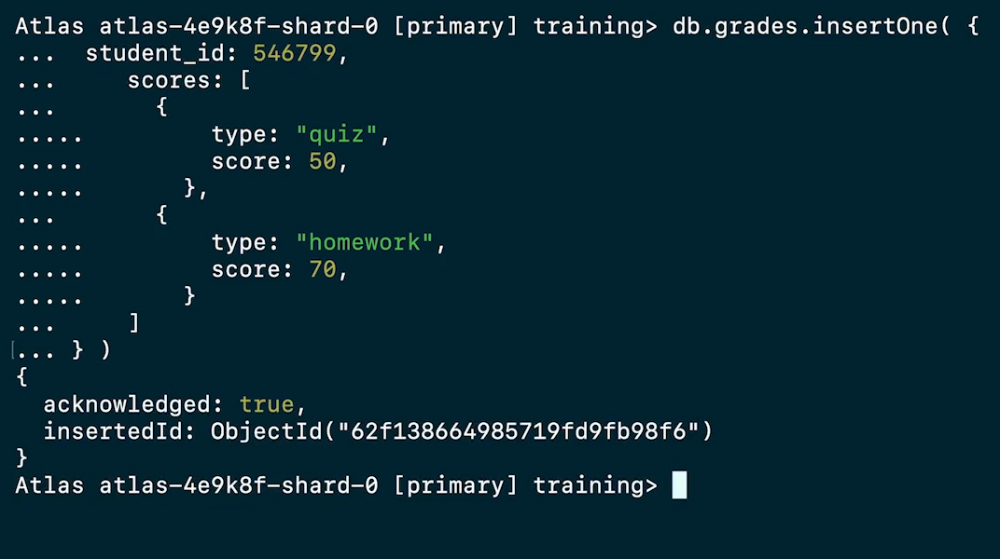 Atlas atlas-4e9k8f-shard-0 [primary] training> db.grades.insertOne( {
...  student_id: 546799,
...     scores: [
...       {
.....         type: "quiz",
.....         score: 50,
.....       },
...       {
.....         type: "homework",
.....         score: 70,
.....       }
...     ]
[... } )
{
  acknowledged: true,
  insertedId: ObjectId("62f138664985719fd9fb98f6")
}
Atlas atlas-4e9k8f-shard-0 [primary] training>